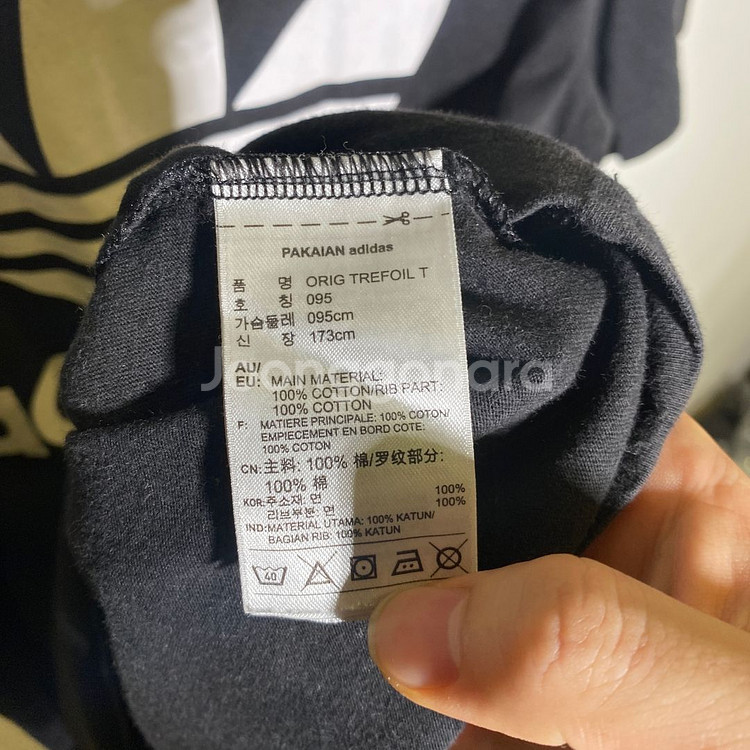 PAKAIAN adidas
품 명 ORIG TREFOIL T
호 칭 095
가슴둘레 095cm
신 장 173cm
AU/
EU: MAIN MATERIAL:
100% COTTON/RIB PART:
100% COTTON
F: MATIERE PRINCIPALE: 100% COTON/
EMPIECEMENT EN BORD COTE:
100% COTON
CN: 主料: 100% 棉/罗纹部分:
100% 棉
KOR: 주소재: 면 100%
리브부분: 면 100%
IND: MATERIAL UTAMA: 100% KATUN/
BAGIAN RIB: 100% KATUN
40
Joonggonara